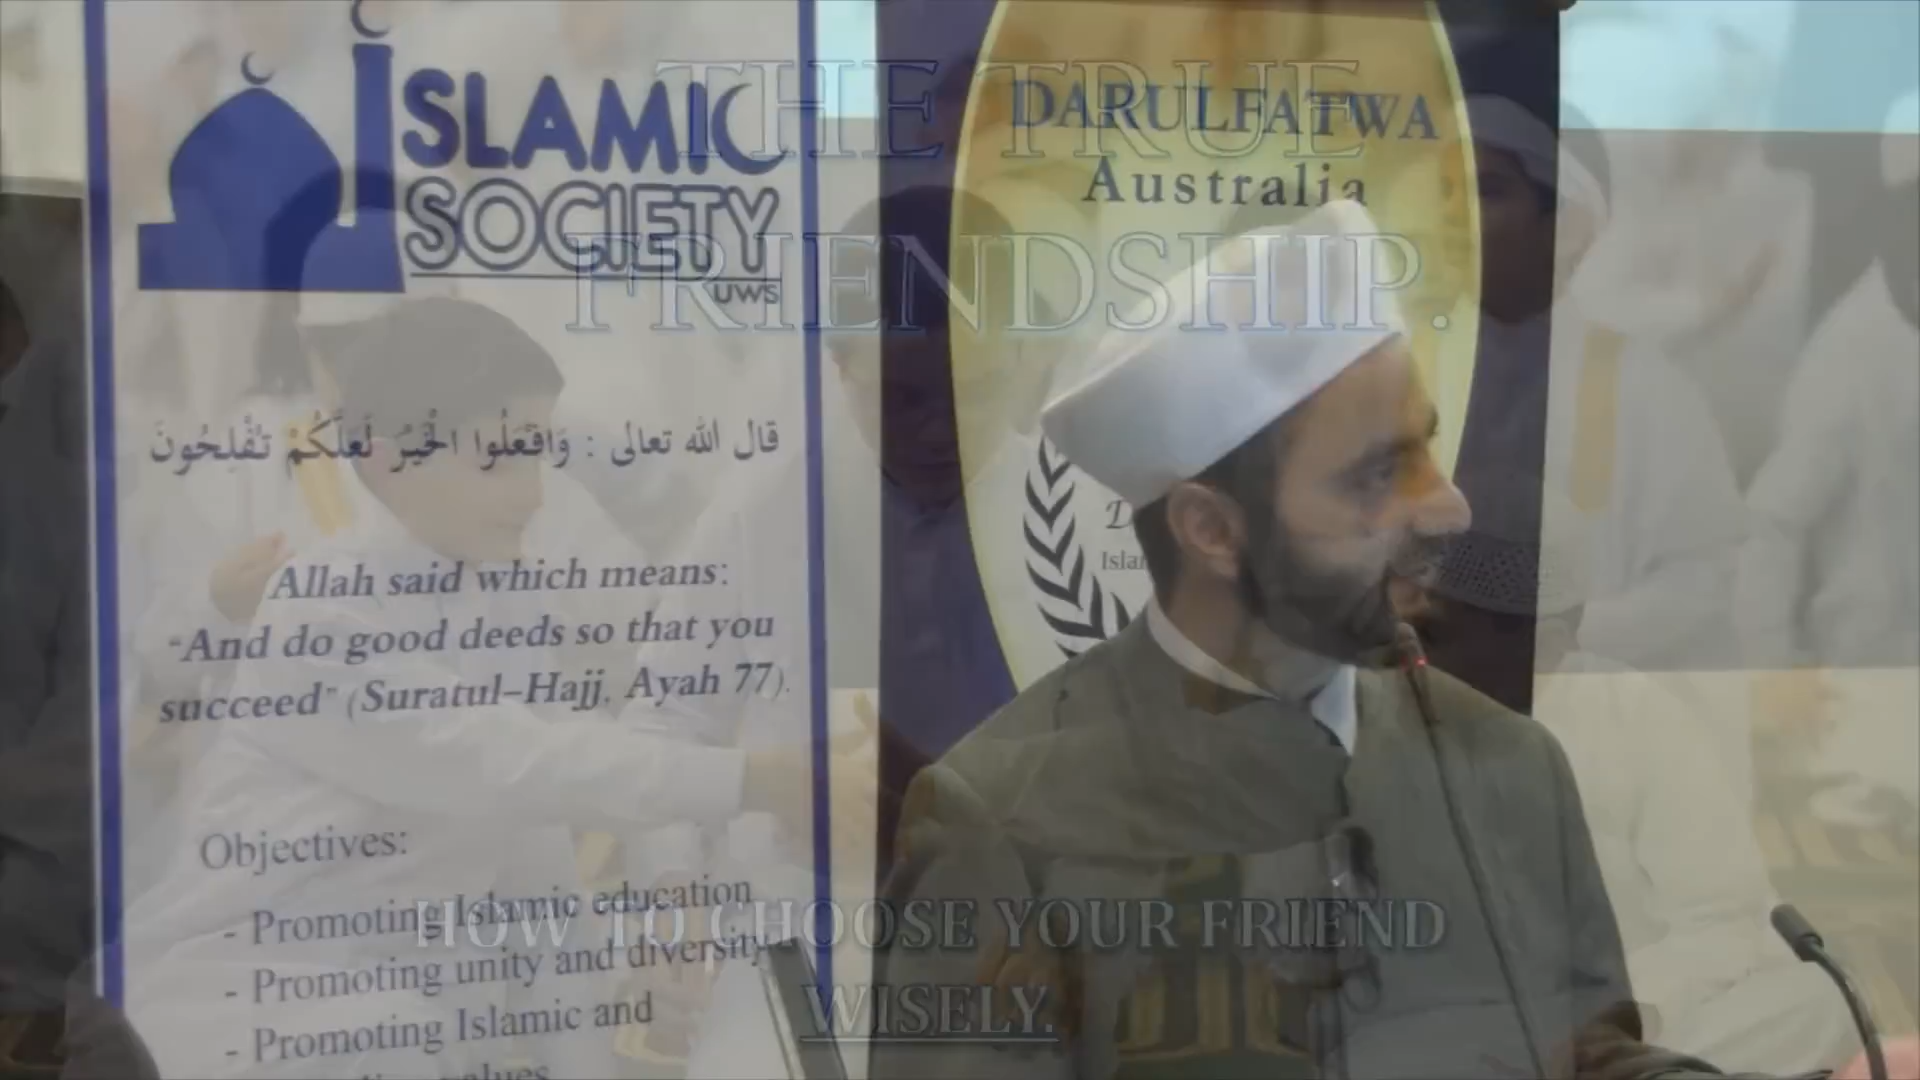 THE TRUE
FRIENDSHIP.
ISLAMIC
SOCIETY
UWS
DARULFATWA
Australia
قال الله تعالى : وَافْعَلُوا الْخَيْرَ لَعَلَّكُمْ تُفْلِحُونَ
Allah said which means:
"And do good deeds so that you
succeed" (Suratul-Hajj, Ayah 77).
Objectives:
- Promoting Islamic education
- Promoting unity and diversity
- Promoting Islamic and
values
HOW TO CHOOSE YOUR FRIEND
WISELY.